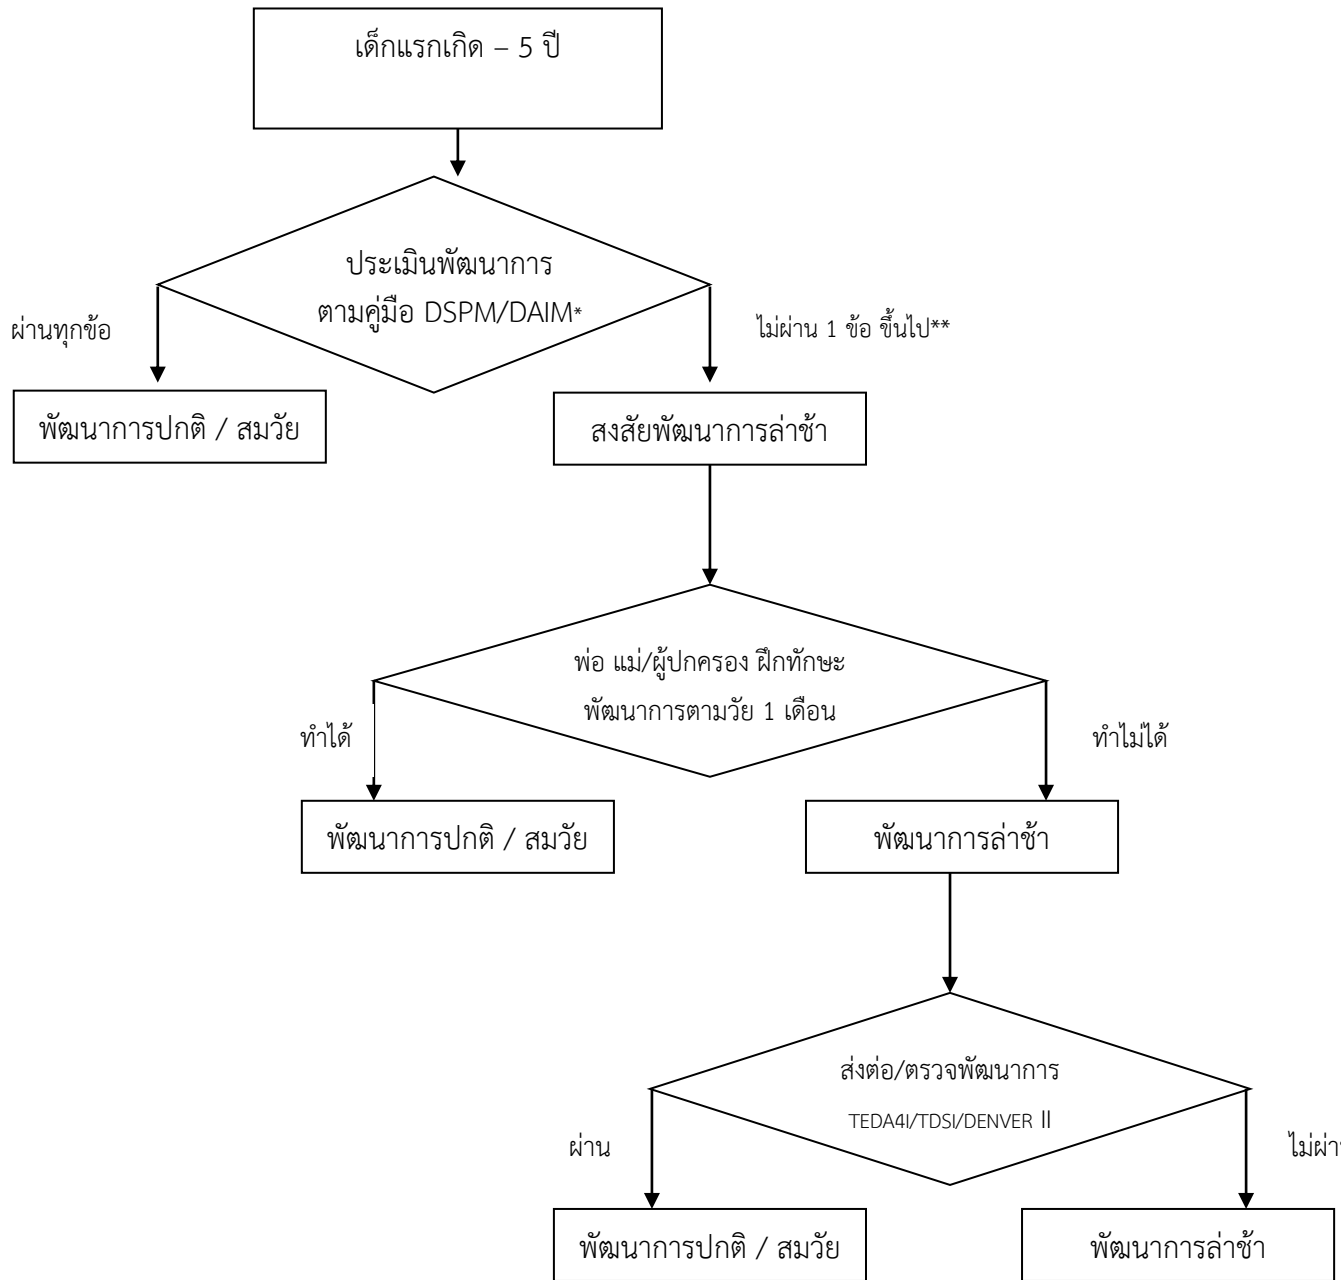 เด็กแรกเกิด – 5 ปี
ประเมินพัฒนาการ
ตามคู่มือ DSPM/DAIM*
ผ่านทุกข้อ
ไม่ผ่าน 1 ข้อ ขึ้นไป**
พัฒนาการปกติ / สมวัย
สงสัยพัฒนาการล่าช้า
พ่อ แม่/ผู้ปกครอง ฝึกทักษะ
พัฒนาการตามวัย 1 เดือน
ทำได้
ทำไม่ได้
พัฒนาการปกติ / สมวัย
พัฒนาการล่าช้า
ส่งต่อ/ตรวจพัฒนาการ
TEDA4I/TDSI/DENVER II
ผ่าน
พัฒนาการปกติ / สมวัย
พัฒนาการล่าช้า